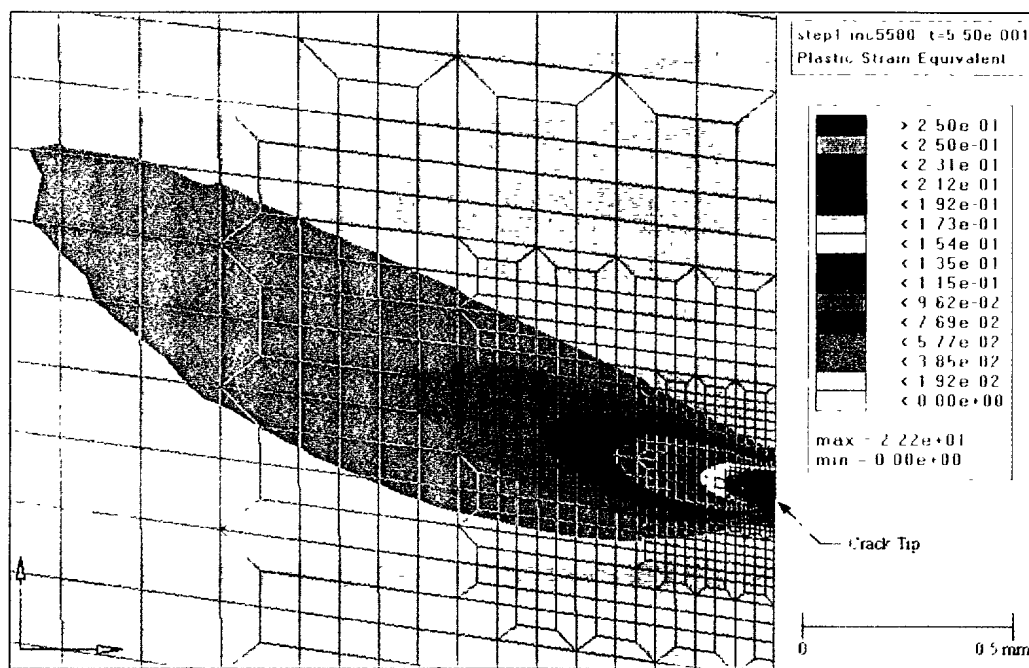 step1 inc5500 t=5.50e-001
Plastic Strain Equivalent
> 2.50e-01
< 2.50e-01
< 2.31e-01
< 2.12e-01
< 1.92e-01
< 1.73e-01
< 1.54e-01
< 1.35e-01
< 1.15e-01
< 9.62e-02
< 7.69e-02
< 5.77e-02
< 3.85e-02
< 1.92e-02
< 0.00e+00
max = 2.22e+01
min = 0.00e+00
Crack Tip
0 0.5 mm